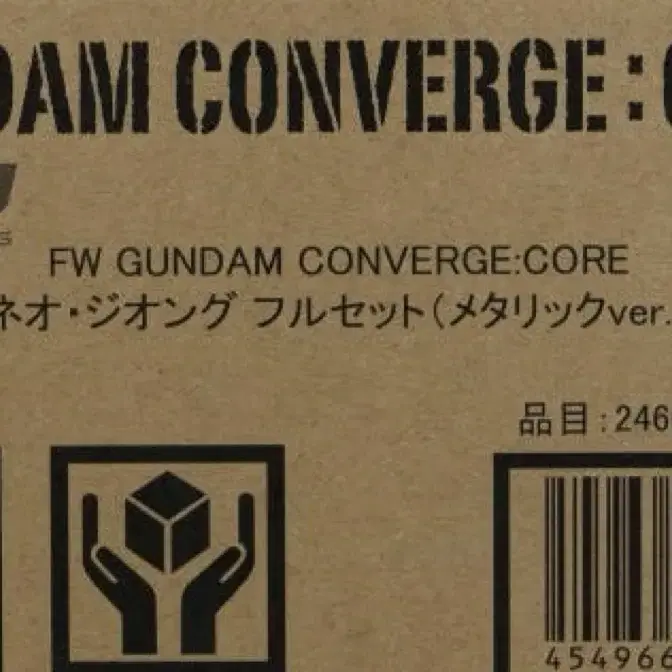 DAM CONVERGE:C
S
FW GUNDAM CONVERGE:CORE
ネオ・ジオング フルセット(メタリックver.
品目:246
454966